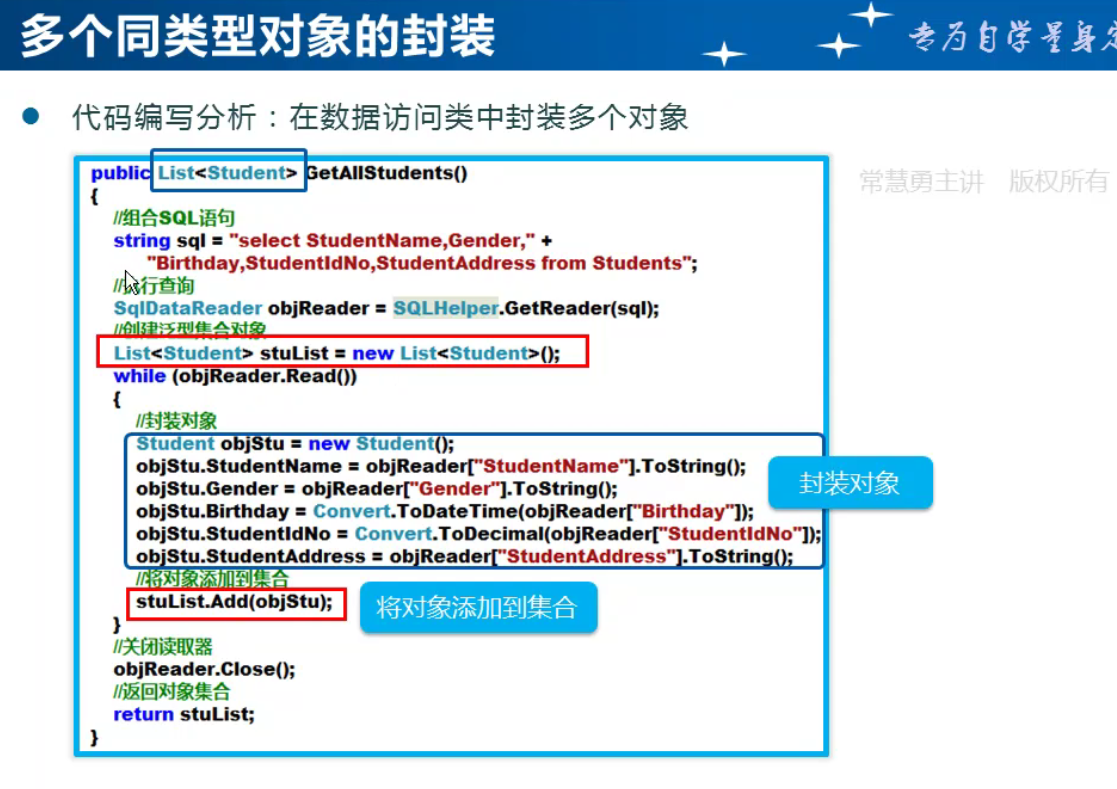 多个同类型对象的封装
专为自学量身定
代码编写分析：在数据访问类中封装多个对象
常慧勇主讲 版权所有
public List<Student> GetAllStudents()
{
//组合SQL语句
string sql = "select StudentName,Gender," +
"Birthday,StudentIdNo,StudentAddress from Students";
//执行查询
SqlDataReader objReader = SQLHelper.GetReader(sql);
//创建泛型集合对象
List<Student> stuList = new List<Student>();
while (objReader.Read())
{
//封装对象
Student objStu = new Student();
objStu.StudentName = objReader["StudentName"].ToString();
objStu.Gender = objReader["Gender"].ToString();
objStu.Birthday = Convert.ToDateTime(objReader["Birthday"]);
objStu.StudentIdNo = Convert.ToDecimal(objReader["StudentIdNo"]);
objStu.StudentAddress = objReader["StudentAddress"].ToString();
封装对象
//将对象添加到集合
stuList.Add(objStu);
将对象添加到集合
}
//关闭读取器
objReader.Close();
//返回对象集合
return stuList;
}